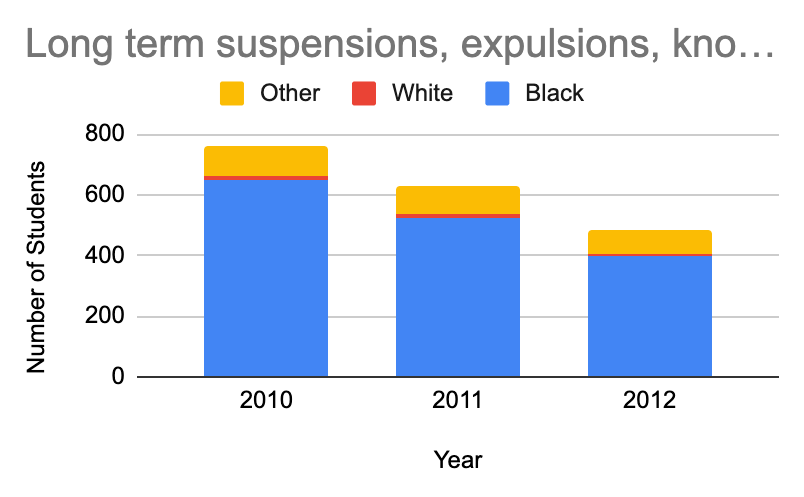 Long term suspensions, expulsions, kno…
Other White Black
800
600
400
200
0
Number of Students
2010 2011 2012
Year